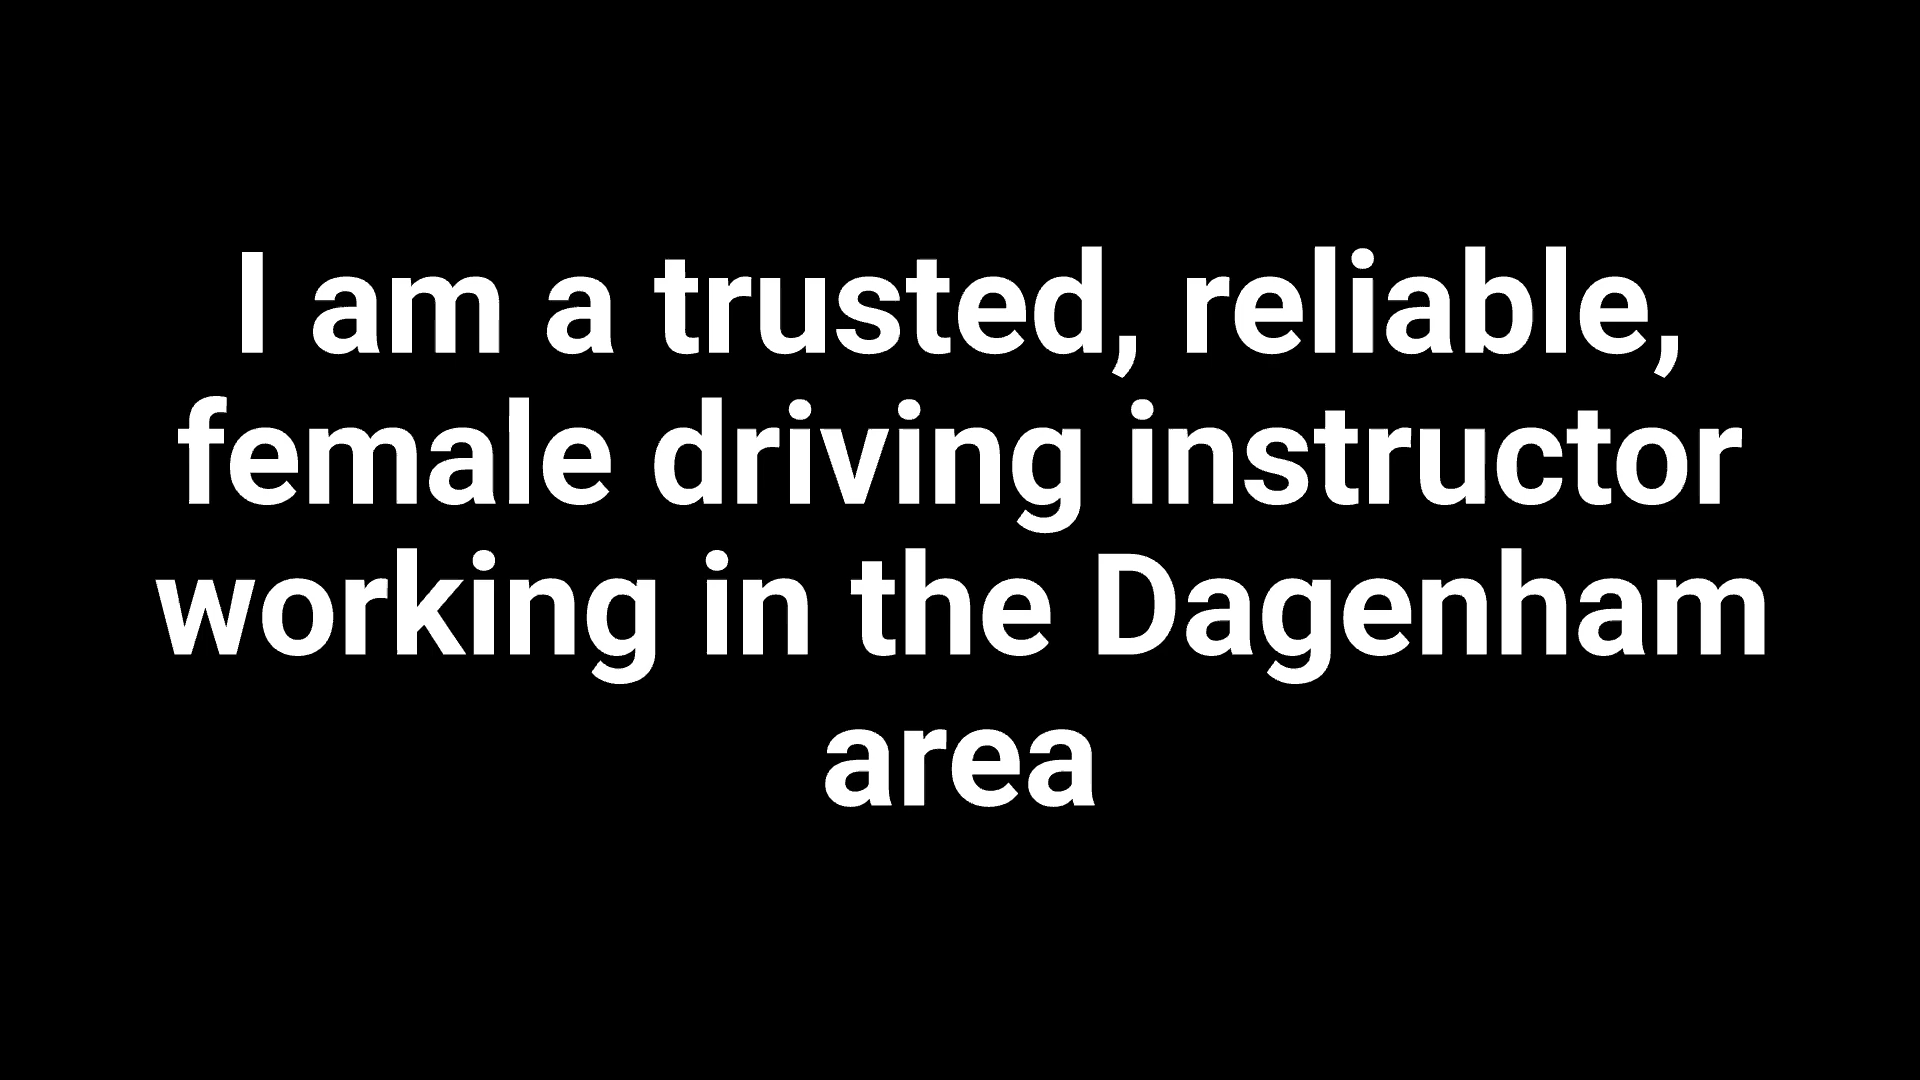 I am a trusted, reliable,
female driving instructor
working in the Dagenham
area